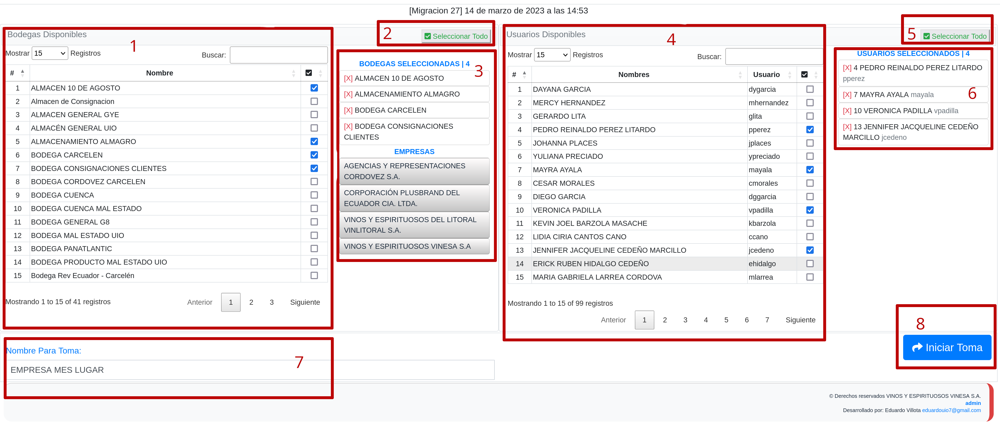 [Migracion 27] 14 de marzo de 2023 a las 14:53
Bodegas Disponibles
1
2
Seleccionar Todo
Mostrar 15 Registros
Buscar:
# Nombre
1 ALMACEN 10 DE AGOSTO
2 Almacen de Consignacion
3 ALMACEN GENERAL GYE
4 ALMACÉN GENERAL UIO
5 ALMACENAMIENTO ALMAGRO
6 BODEGA CARCELEN
7 BODEGA CONSIGNACIONES CLIENTES
8 BODEGA CORDOVEZ CARCELEN
9 BODEGA CUENCA
10 BODEGA CUENCA MAL ESTADO
11 BODEGA GENERAL G8
12 BODEGA MAL ESTADO UIO
13 BODEGA PANATLANTIC
14 BODEGA PRODUCTO MAL ESTADO UIO
15 Bodega Rev Ecuador - Carcelén
Mostrando 1 to 15 of 41 registros
Anterior 1 2 3 Siguiente
BODEGAS SELECCIONADAS | 4
3
[X] ALMACEN 10 DE AGOSTO
[X] ALMACENAMIENTO ALMAGRO
[X] BODEGA CARCELEN
[X] BODEGA CONSIGNACIONES
CLIENTES
EMPRESAS
AGENCIAS Y REPRESENTACIONES
CORDOVEZ S.A.
CORPORACIÓN PLUSBRAND DEL
ECUADOR CIA. LTDA.
VINOS Y ESPIRITUOSOS DEL LITORAL
VINLITORAL S.A.
VINOS Y ESPIRITUOSOS VINESA S.A
Usuarios Disponibles
4
5
Seleccionar Todo
Mostrar 15 Registros
Buscar:
# Nombres Usuario
1 DAYANA GARCIA dygarcia
2 MERCY HERNANDEZ mhernandez
3 GERARDO LITA glita
4 PEDRO REINALDO PEREZ LITARDO pperez
5 JOHANNA PLACES jplaces
6 YULIANA PRECIADO ypreciado
7 MAYRA AYALA mayala
8 CESAR MORALES cmorales
9 DIEGO GARCIA dggarcia
10 VERONICA PADILLA vpadilla
11 KEVIN JOEL BARZOLA MASACHE kbarzola
12 LIDIA CIRIA CANTOS CANO ccano
13 JENNIFER JACQUELINE CEDEÑO MARCILLO jcedeno
14 ERICK RUBEN HIDALGO CEDEÑO ehidalgo
15 MARIA GABRIELA LARREA CORDOVA mlarrea
Mostrando 1 to 15 of 99 registros
Anterior 1 2 3 4 5 6 7 Siguiente
USUARIOS SELECCIONADOS | 4
[X] 4 PEDRO REINALDO PEREZ LITARDO
pperez
[X] 7 MAYRA AYALA mayala
6
[X] 10 VERONICA PADILLA vpadilla
[X] 13 JENNIFER JACQUELINE CEDEÑO
MARCILLO jcedeno
8
Iniciar Toma
Nombre Para Toma:
7
EMPRESA MES LUGAR
© Derechos reservados VINOS Y ESPIRITUOSOS VINESA S.A.
admin
Desarrollado por: Eduardo Villota eduardouio7@gmail.com